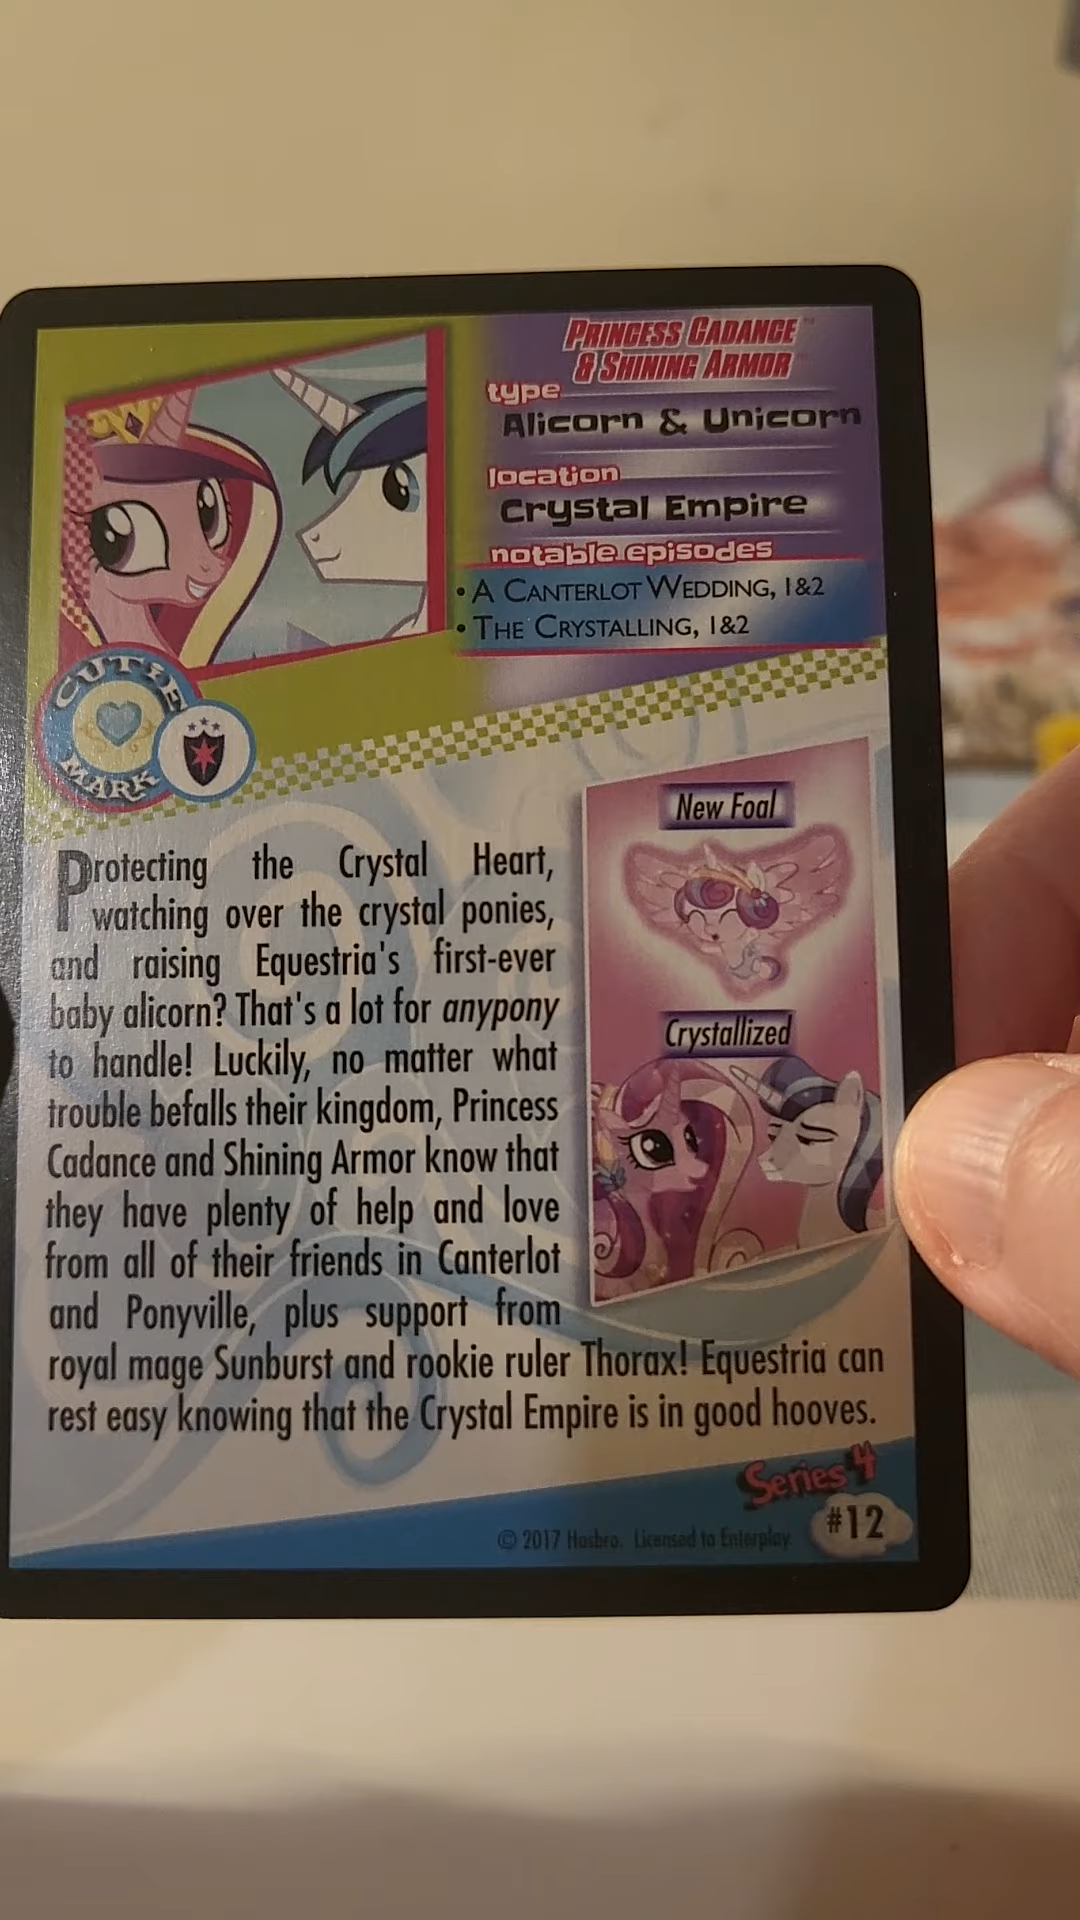 PRINCESS CADANCE™
& SHINING ARMOR™
type
Alicorn & Unicorn
location
Crystal Empire
notable episodes
• A CANTERLOT WEDDING, 1&2
• THE CRYSTALLING, 1&2
CUTIE
MARK
New Foal
Crystallized
Protecting the Crystal Heart,
watching over the crystal ponies,
and raising Equestria's first-ever
baby alicorn? That's a lot for anypony
to handle! Luckily, no matter what
trouble befalls their kingdom, Princess
Cadance and Shining Armor know that
they have plenty of help and love
from all of their friends in Canterlot
and Ponyville, plus support from
royal mage Sunburst and rookie ruler Thorax! Equestria can
rest easy knowing that the Crystal Empire is in good hooves.
Series 4
#12
© 2017 Hasbro. Licensed to Enterplay.